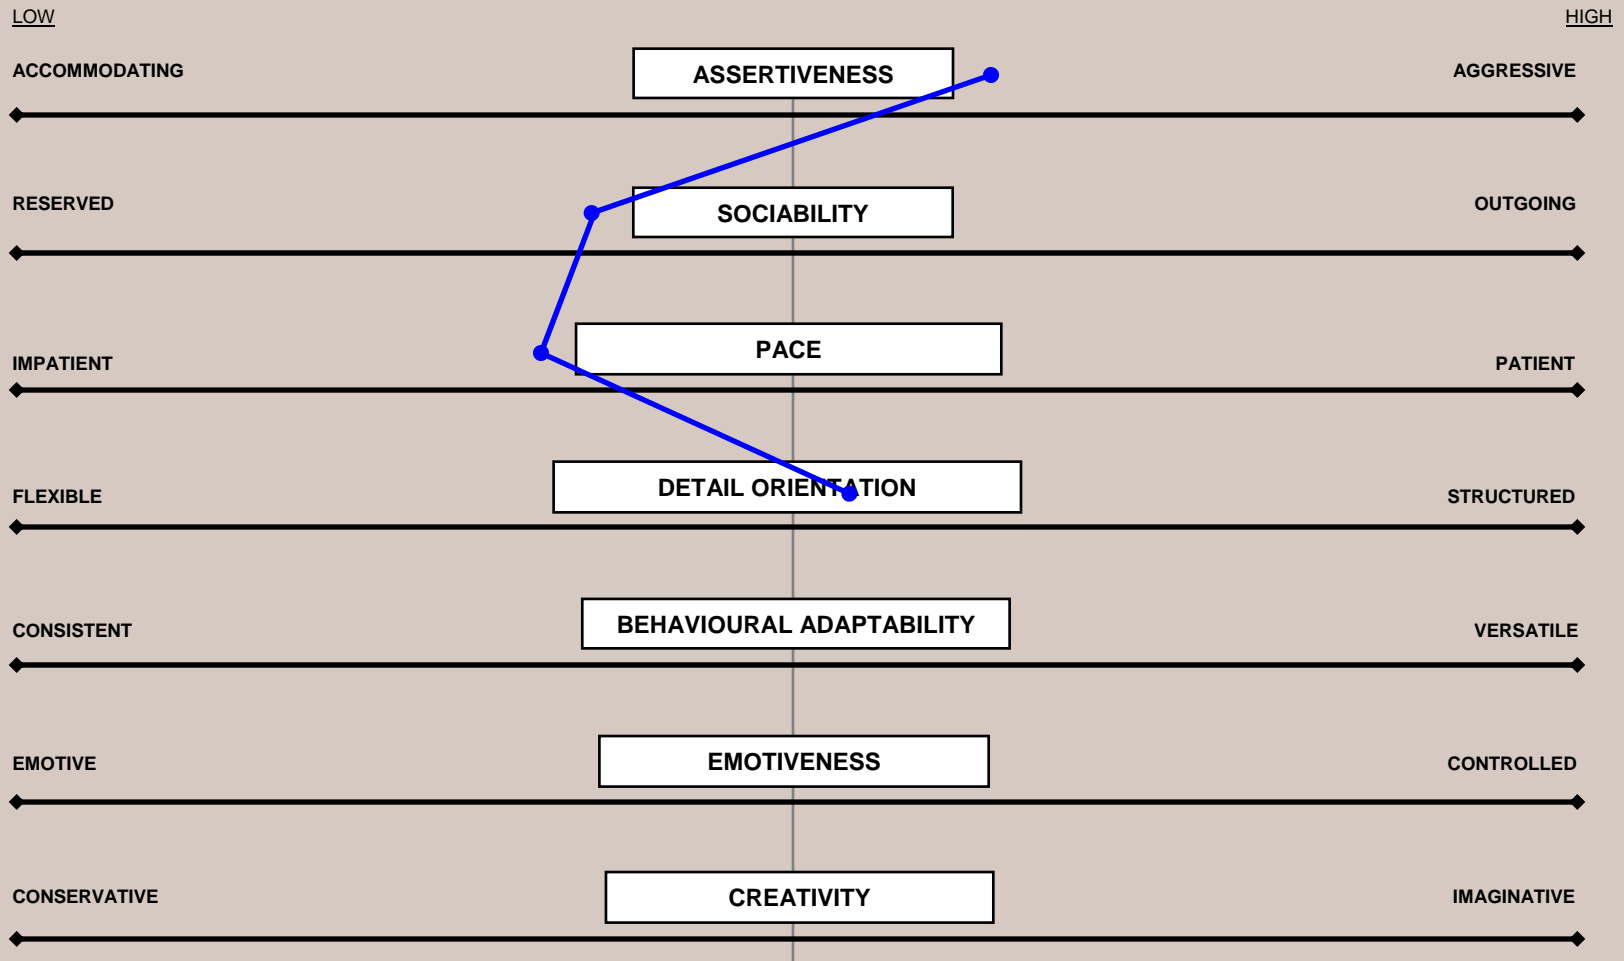 LOW
HIGH
ACCOMMODATING
ASSERTIVENESS
AGGRESSIVE
RESERVED
SOCIABILITY
OUTGOING
IMPATIENT
PACE
PATIENT
FLEXIBLE
DETAIL ORIENTATION
STRUCTURED
CONSISTENT
BEHAVIOURAL ADAPTABILITY
VERSATILE
EMOTIVE
EMOTIVENESS
CONTROLLED
CONSERVATIVE
CREATIVITY
IMAGINATIVE